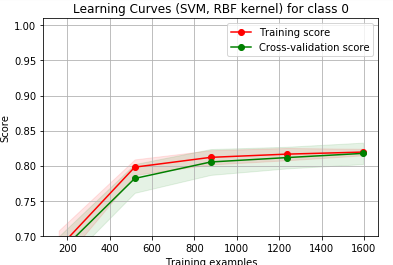 Learning Curves (SVM, RBF kernel) for class 0
Training score
Cross-validation score
1.00
0.95
0.90
0.85
0.80
0.75
0.70
Score
200 400 600 800 1000 1200 1400 1600
Training examples